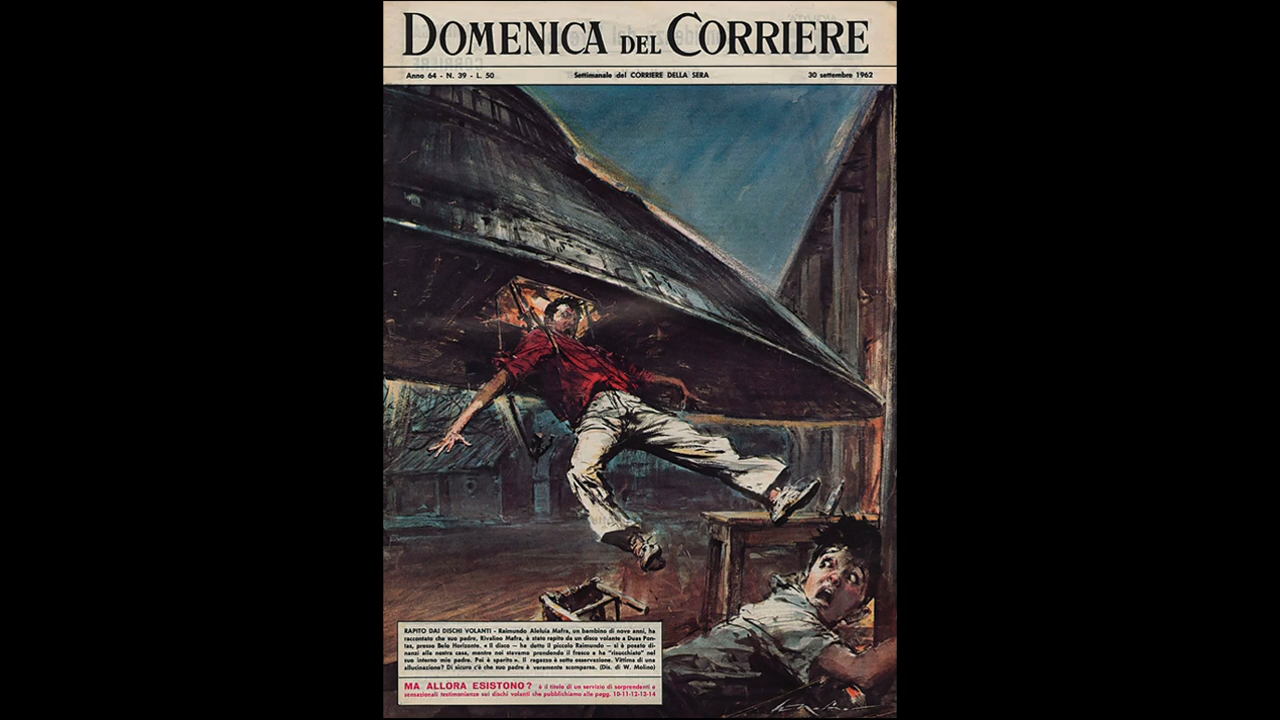 DOMENICA DEL CORRIERE
Anno 64 - N. 39 - L. 50 Settimanale del CORRIERE DELLA SERA 30 settembre 1962
RAPITO DAI DISCHI VOLANTI - Raimundo Aleluia Mafra, un bambino di nove anni, ha
raccontato che suo padre, Rivalino Mafra, è stato rapito da un disco volante a Duas Pon-
tas, presso Belo Horizonte. « Il disco — ha detto il piccolo Raimundo — si è posato di-
nanzi alla nostra casa, mentre noi stavamo prendendo il fresco e ha "risucchiato" nel
suo interno mio padre. Poi è sparito ». Il ragazzo è sotto osservazione. Vittima di una
allucinazione? Di sicuro c'è che suo padre è veramente scomparso. (Dis. di W. Molino)
MA ALLORA ESISTONO? è il titolo di un servizio di sorprendenti e
sensazionali testimonianze sui dischi volanti che pubblichiamo alle pagg. 10-11-12-13-14